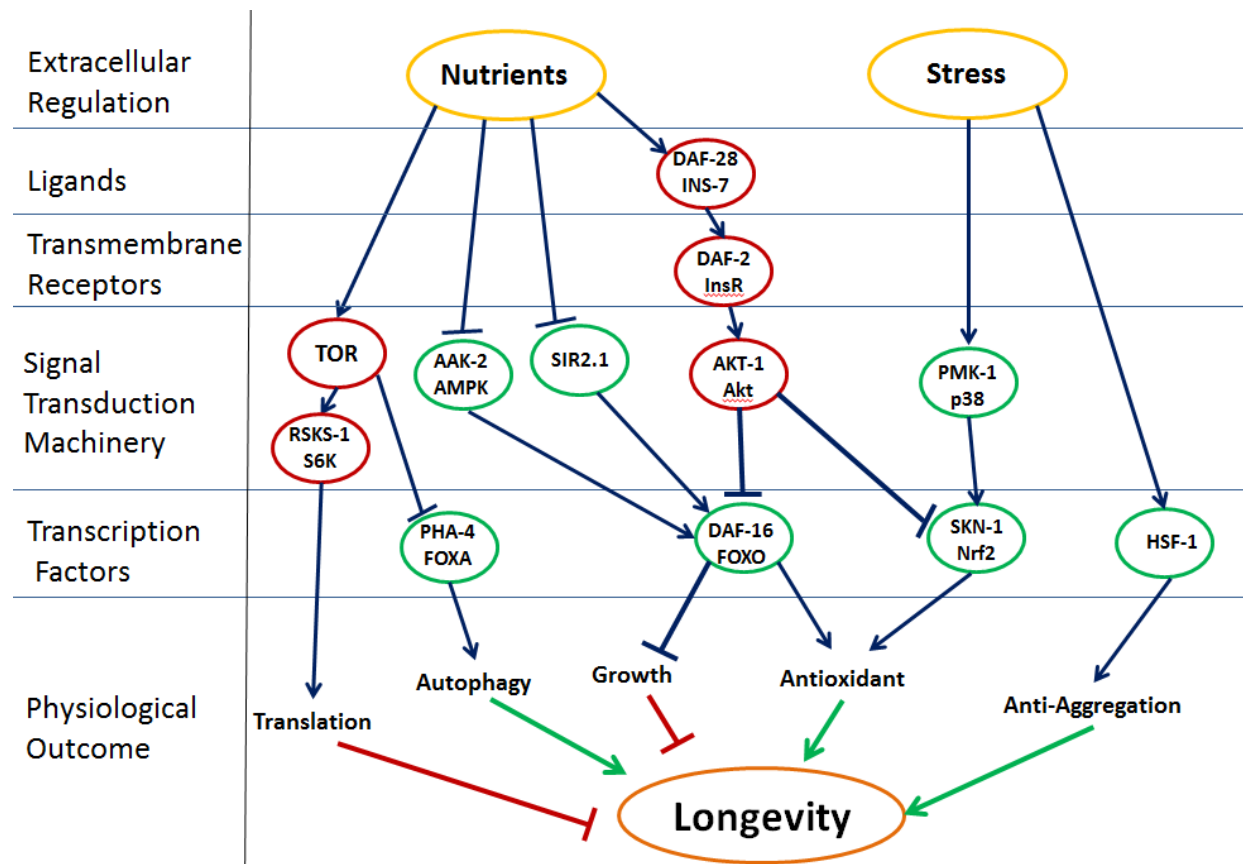 Extracellular
Regulation
Nutrients
Stress
Ligands
DAF-28
INS-7
Transmembrane
Receptors
DAF-2
InsR
Signal
Transduction
Machinery
TOR
AAK-2
AMPK
SIR2.1
AKT-1
Akt
PMK-1
p38
RSKS-1
S6K
Transcription
Factors
PHA-4
FOXA
DAF-16
FOXO
SKN-1
Nrf2
HSF-1
Physiological
Outcome
Translation
Autophagy
Growth
Antioxidant
Anti-Aggregation
Longevity